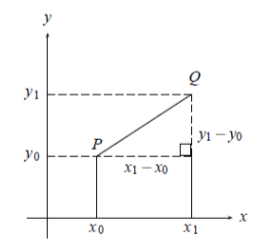 y
Q
y₁
P
y₁ − y₀
y₀
x₁ − x₀
x
x₀
x₁